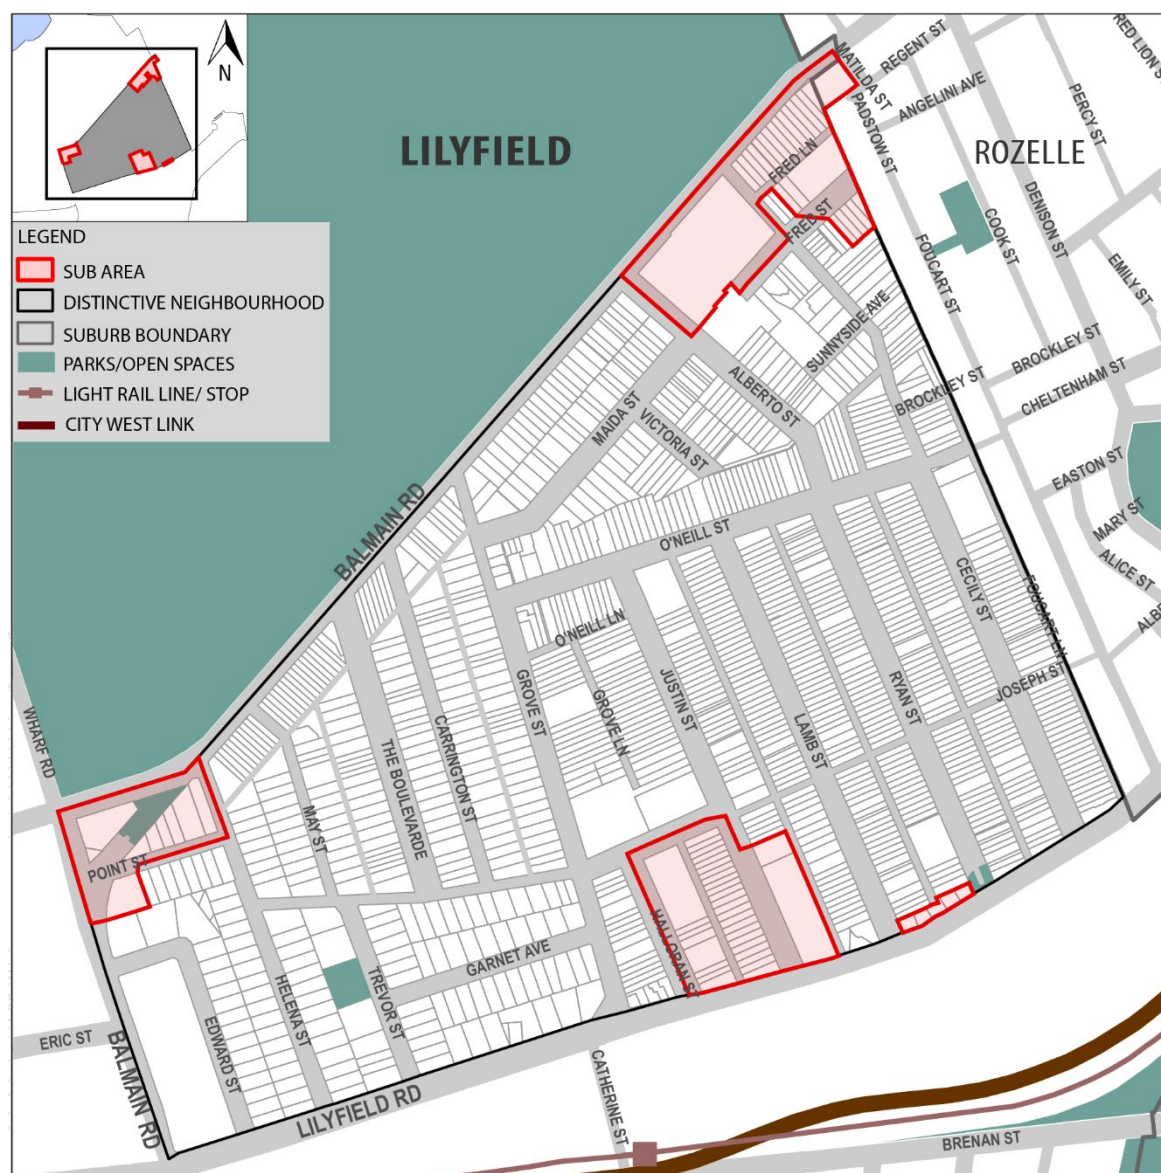 N
LEGEND
SUB AREA
DISTINCTIVE NEIGHBOURHOOD
SUBURB BOUNDARY
PARKS/OPEN SPACES
LIGHT RAIL LINE/ STOP
CITY WEST LINK
LILYFIELD
ROZELLE
MATILDA ST
REGENT ST
RED LION S
PADSTOW ST
ANGELINI AVE
PERCY ST
FRED LN
FRED ST
DENISON ST
COOK ST
FOUCART ST
EMILY ST
SUNNYSIDE AVE
BROCKLEY ST
BROCKLEY ST
CHELTENHAM ST
ALBERTO ST
MAIDA ST
VICTORIA ST
EASTON ST
MARY ST
ALICE ST
BALMAIN RD
O'NEILL ST
CECILY ST
FOUCART LN
ALBE
O'NEILL LN
GROVE ST
GROVE LN
JUSTIN ST
LAMB ST
RYAN ST
JOSEPH ST
WHARF RD
CARRINGTON ST
THE BOULEVARDE
MAY ST
POINT ST
HALLORAN ST
GARNET AVE
TREVOR ST
HELENA ST
EDWARD ST
ERIC ST
BALMAIN RD
LILYFIELD RD
CATHERINE ST
BRENAN ST